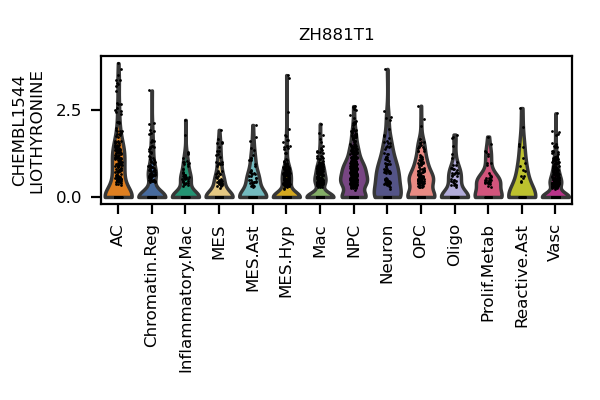 ZH881T1
CHEMBL1544
LIOTHYRONINE
2.5
0.0
AC
Chromatin.Reg
Inflammatory.Mac
MES
MES.Ast
MES.Hyp
Mac
NPC
Neuron
OPC
Oligo
Prolif.Metab
Reactive.Ast
Vasc